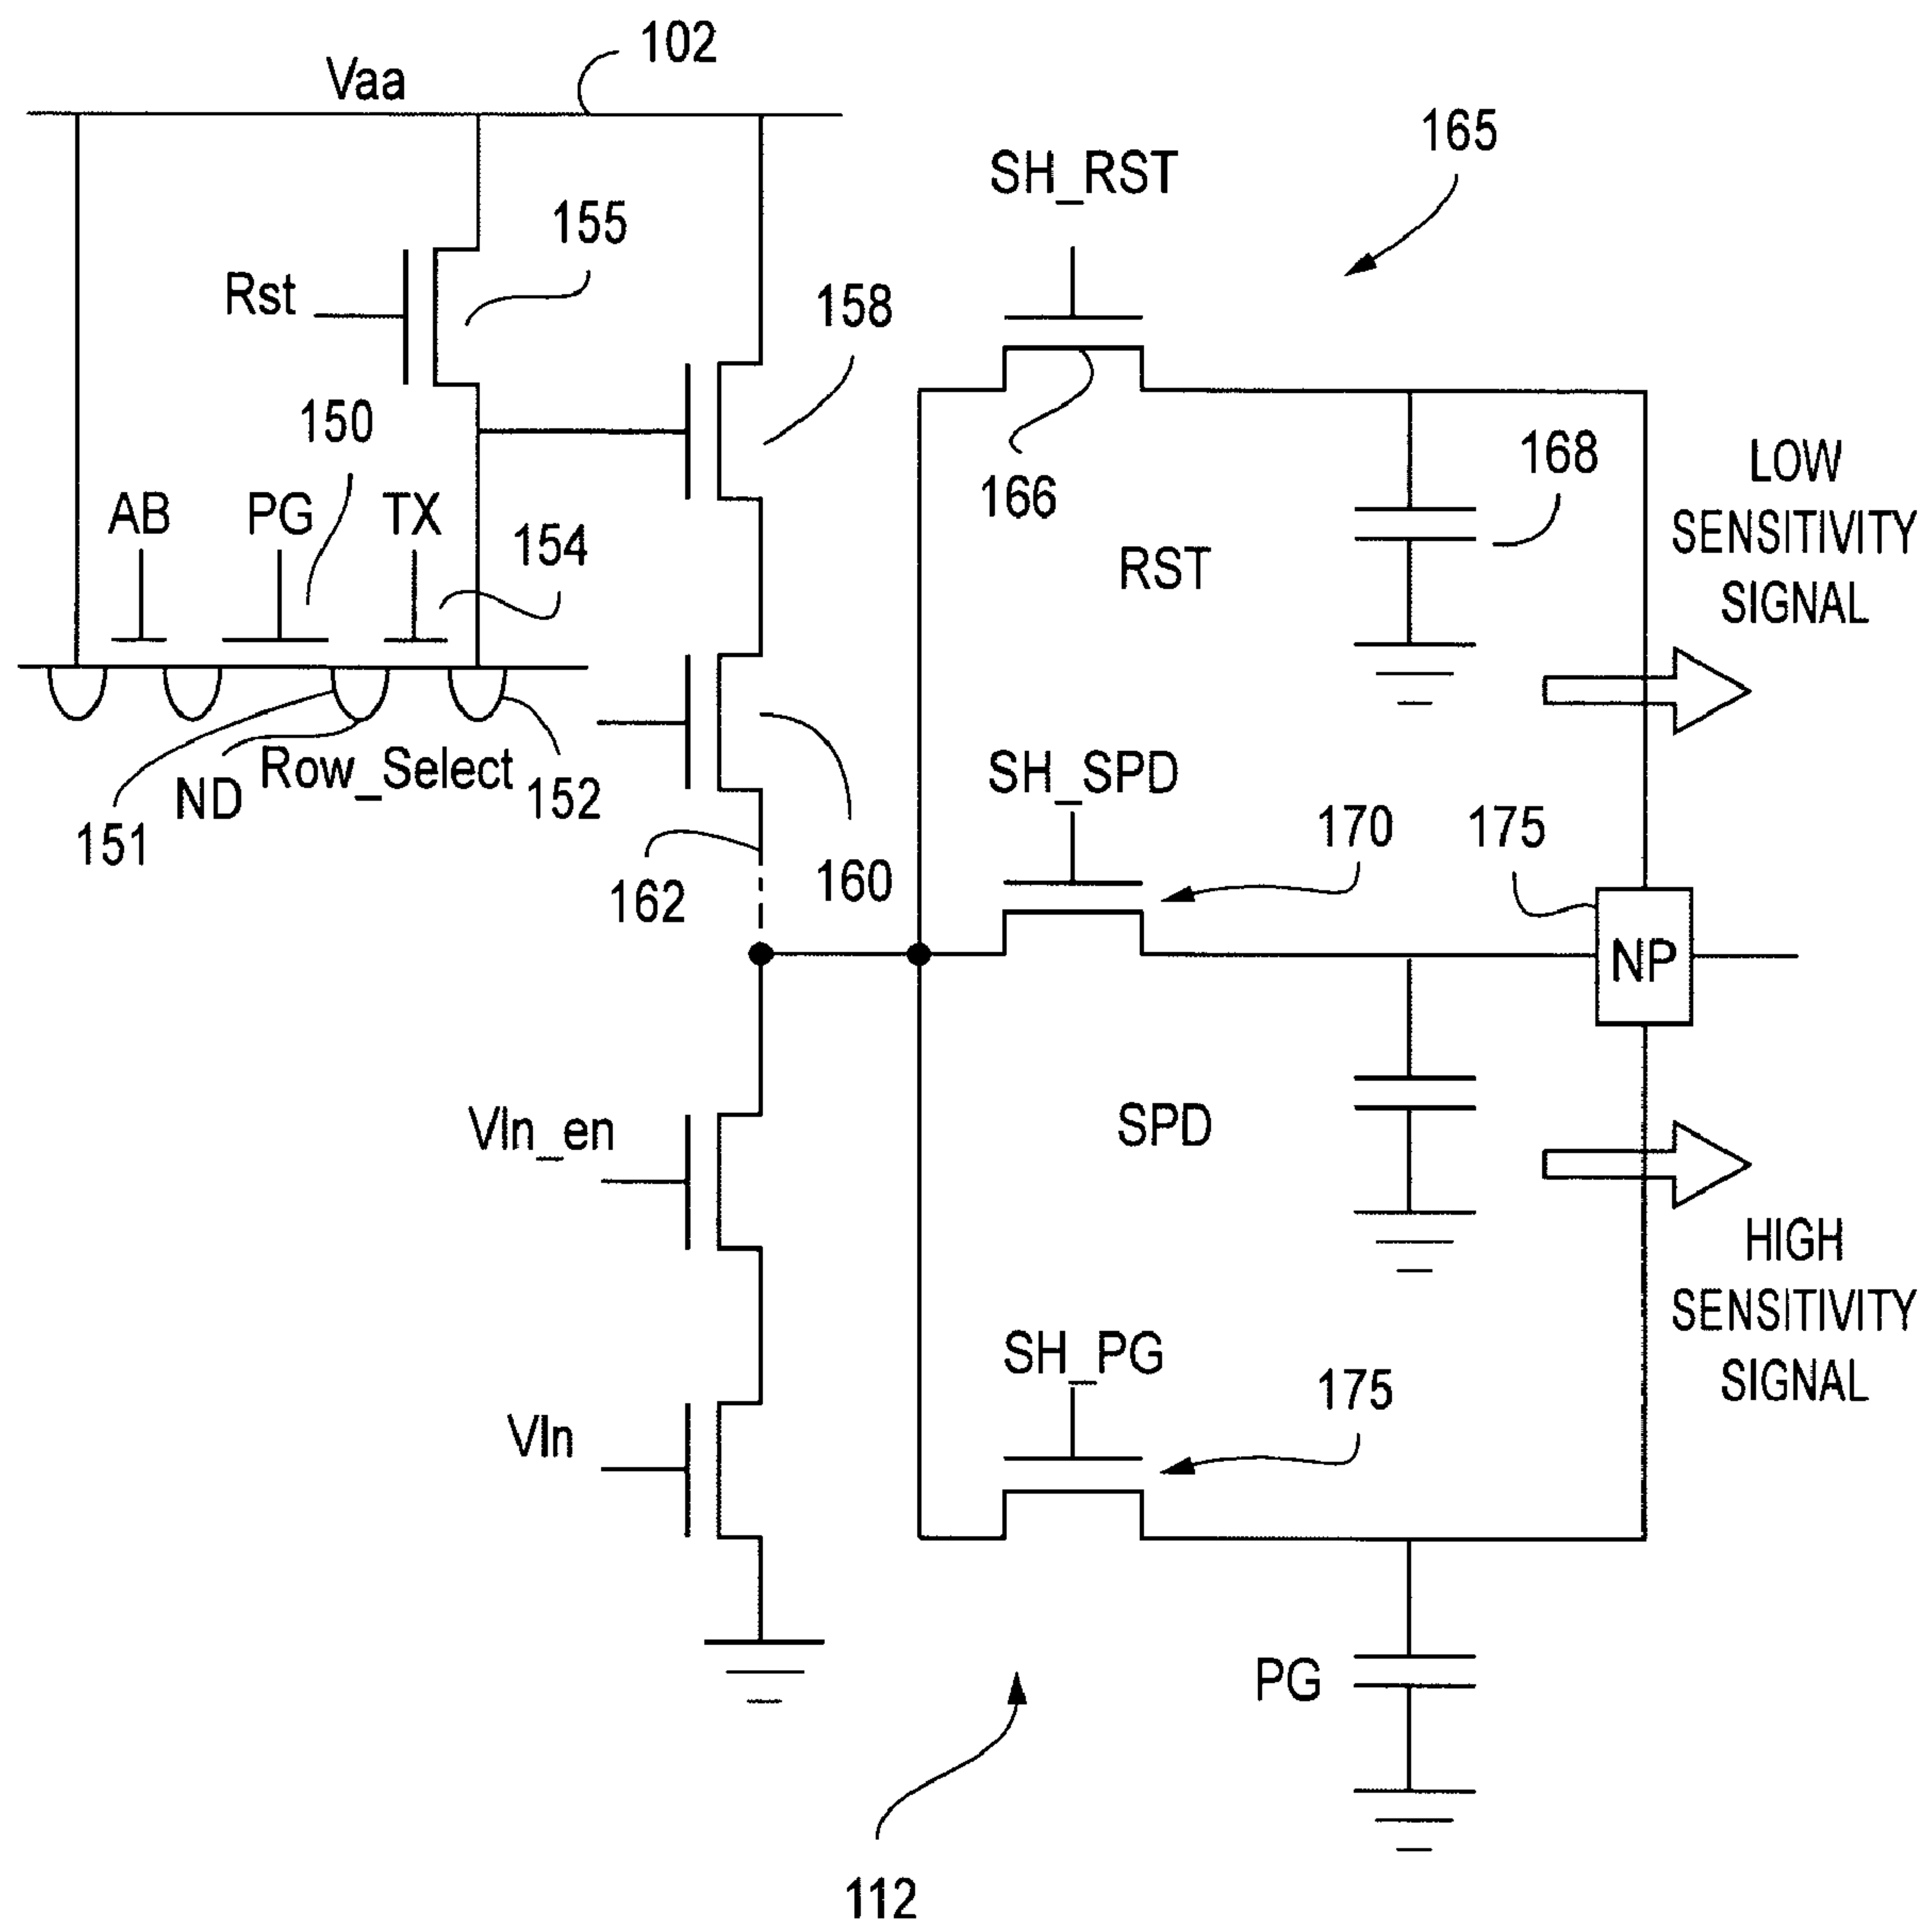 102
Vaa
165
SH_RST
155
Rst
158
150
168
LOW
SENSITIVITY
SIGNAL
166
AB
PG
TX
154
RST
Row_Select
ND
152
151
SH_SPD
170
175
160
162
NP
VIn_en
SPD
HIGH
SENSITIVITY
SIGNAL
SH_PG
175
VIn
PG
112